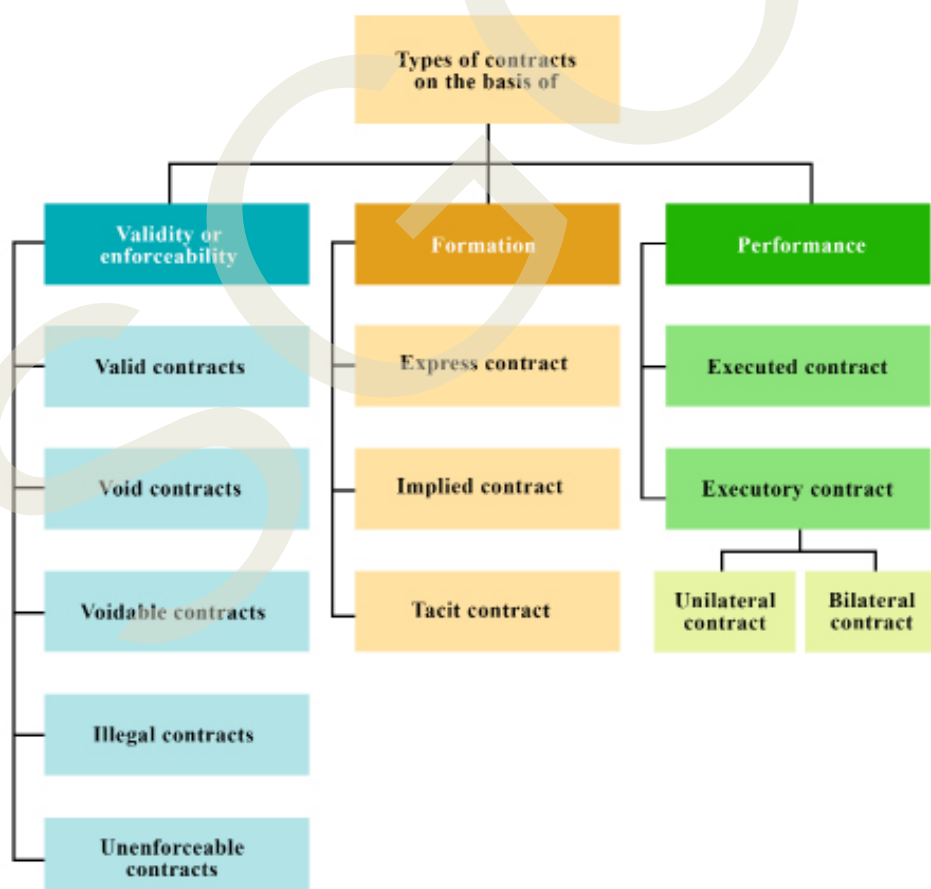 Types of contracts
on the basis of
Validity or
enforceability
Valid contracts
Void contracts
Voidable contracts
Illegal contracts
Unenforceable
contracts
Formation
Express contract
Implied contract
Tacit contract
Performance
Executed contract
Executory contract
Unilateral
contract
Bilateral
contract